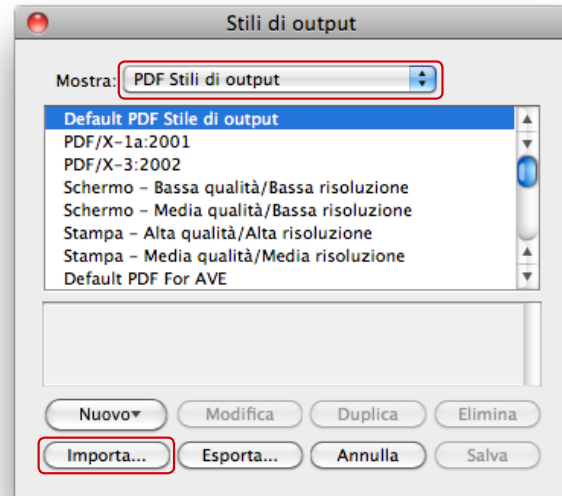 Stili di output
Mostra: PDF Stili di output
Default PDF Stile di output
PDF/X-1a:2001
PDF/X-3:2002
Schermo - Bassa qualità/Bassa risoluzione
Schermo - Media qualità/Bassa risoluzione
Stampa - Alta qualità/Alta risoluzione
Stampa - Media qualità/Media risoluzione
Default PDF For AVE
Nuovo Modifica Duplica Elimina
Importa... Esporta... Annulla Salva